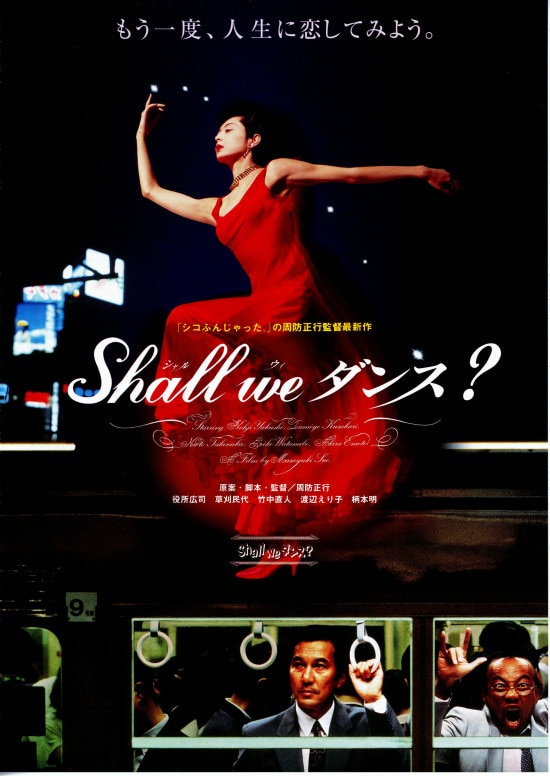 もう一度、人生に恋してみよう。
「シコふんじゃった。」の周防正行監督最新作
シャル ウィ
Shall we ダンス?
Starring Kohji Yakusho, Tamiyo Kusakari,
Naoto Takenaka, Eriko Watanabe, Akira Emoto
A Film by Masayuki Suo.
原案・脚本・監督/周防正行
役所広司 草刈民代 竹中直人 渡辺えり子 柄本明
Shall we ダンス?